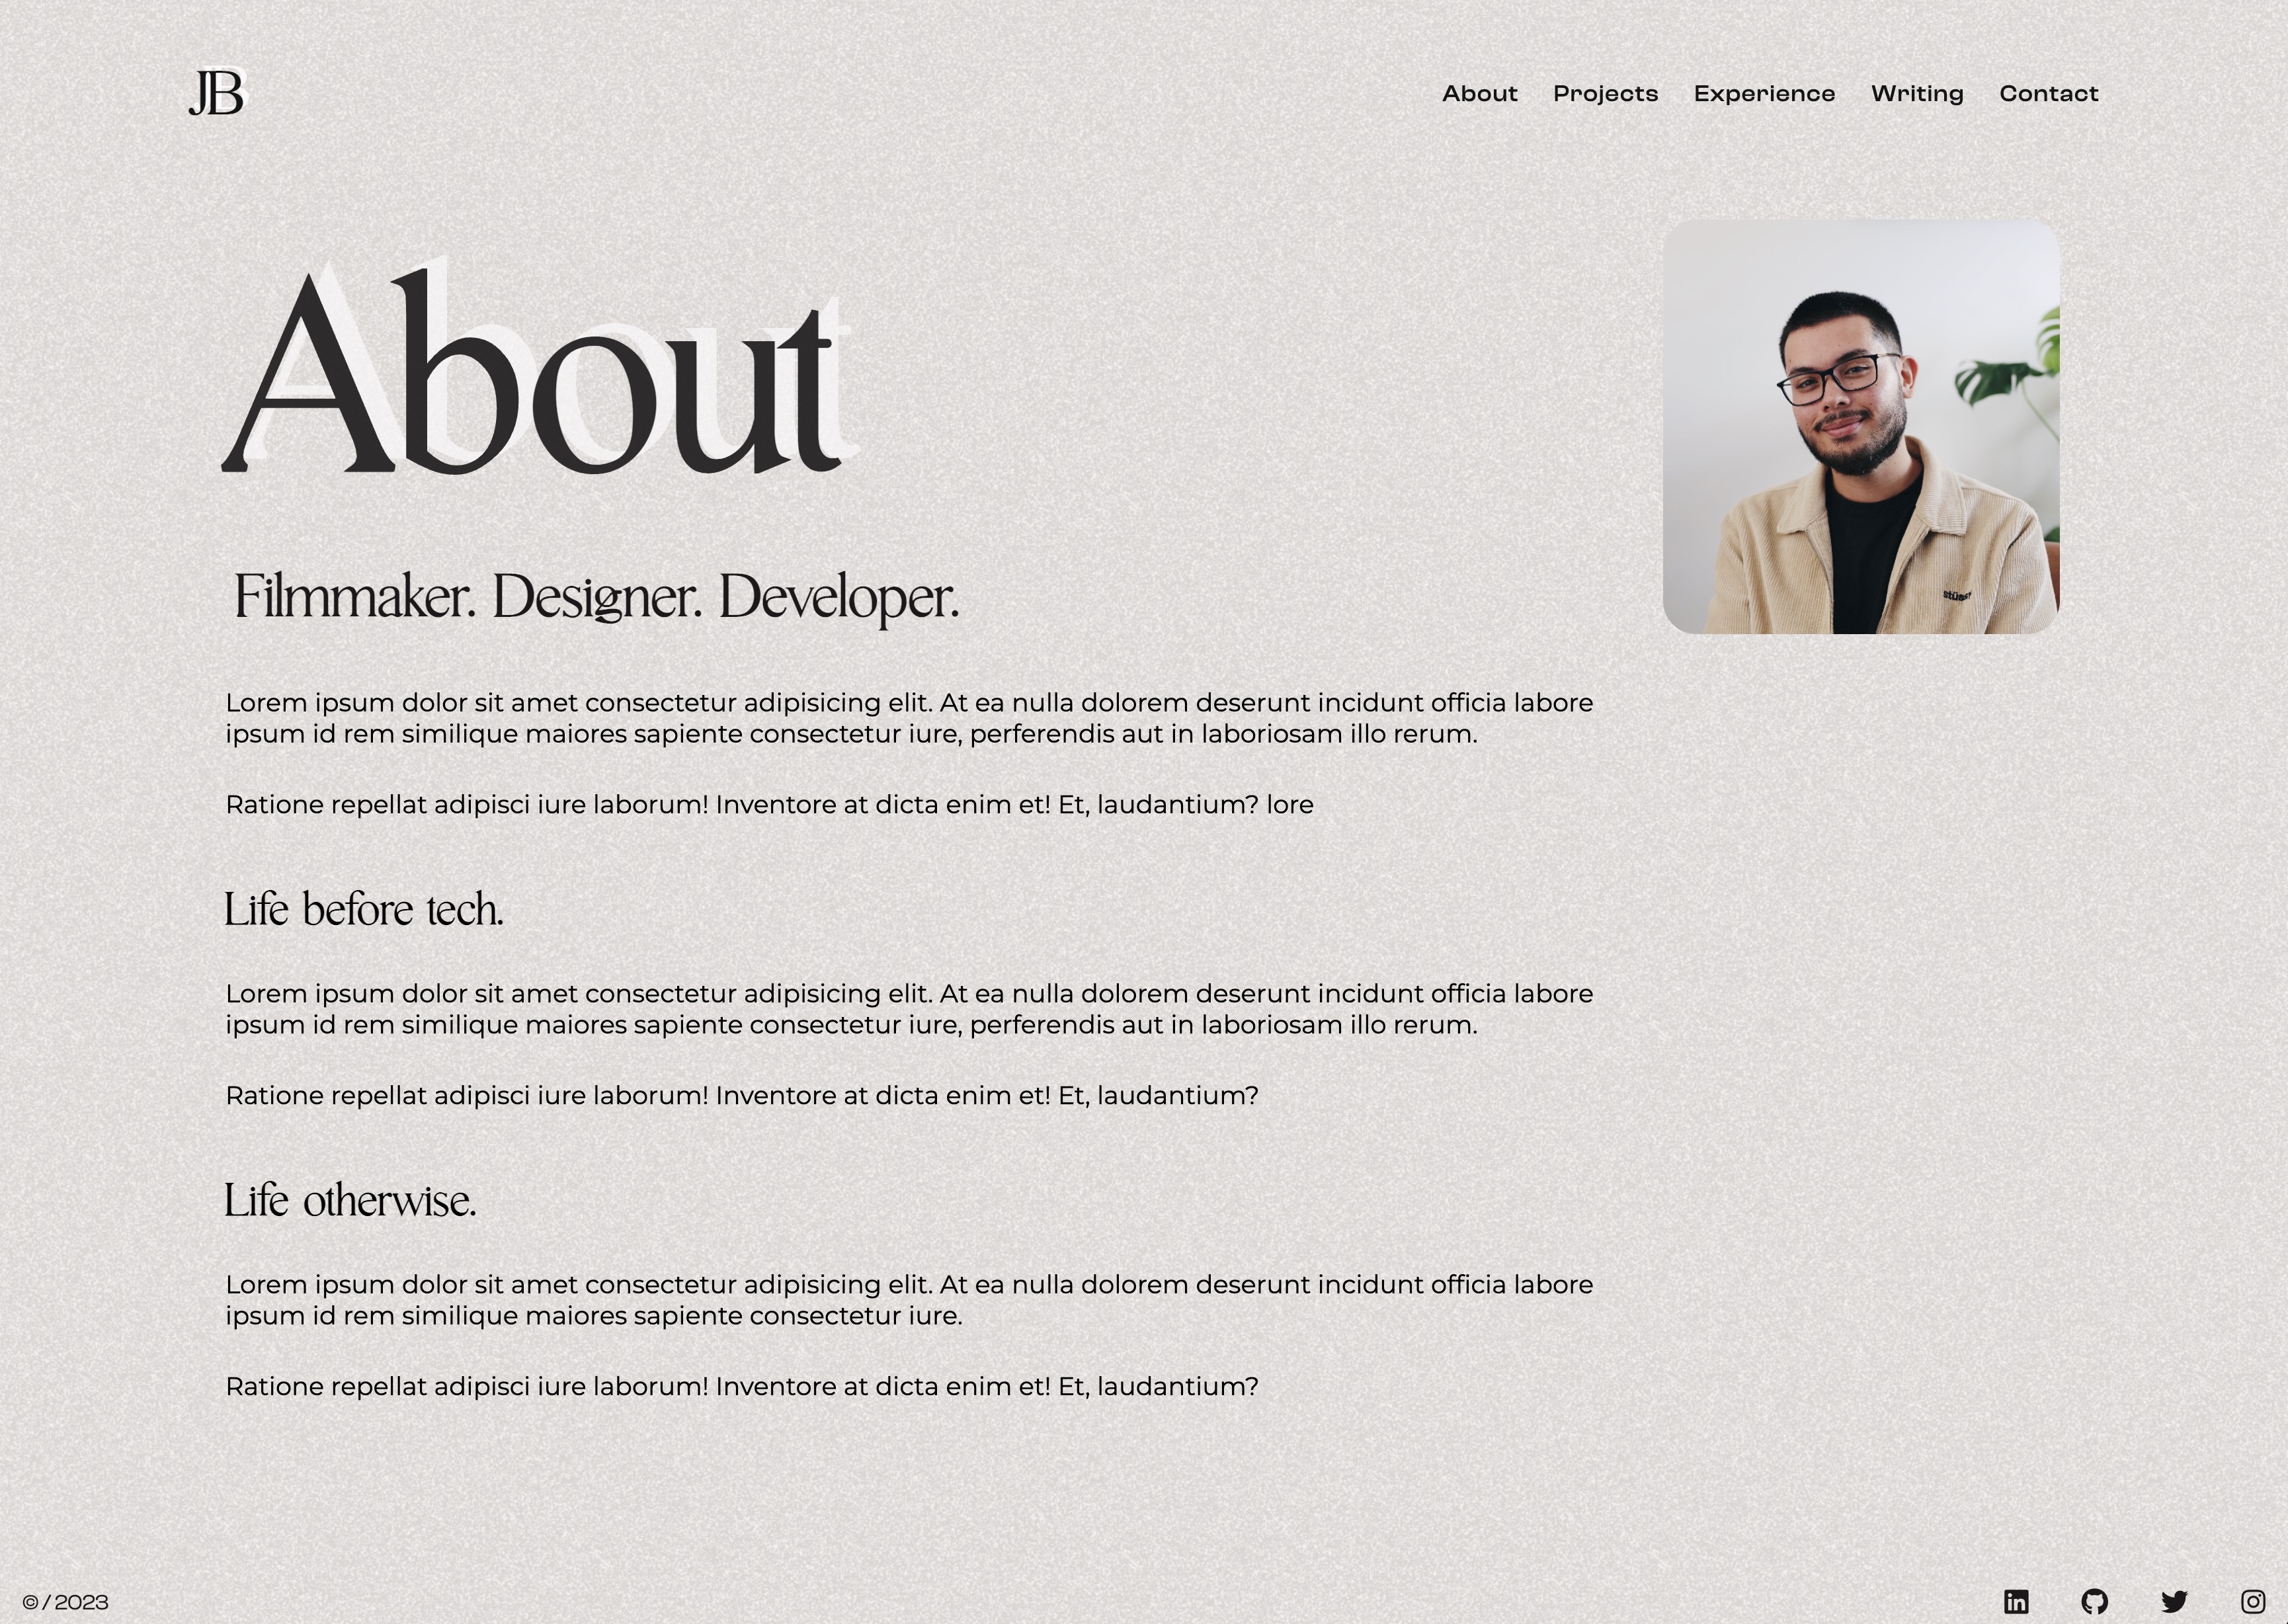 JB
About Projects Experience Writing Contact
About
Filmmaker. Designer. Developer.
Lorem ipsum dolor sit amet consectetur adipisicing elit. At ea nulla dolorem deserunt incidunt officia labore
ipsum id rem similique maiores sapiente consectetur iure, perferendis aut in laboriosam illo rerum.
Ratione repellat adipisci iure laborum! Inventore at dicta enim et! Et, laudantium? lore
Life before tech.
Lorem ipsum dolor sit amet consectetur adipisicing elit. At ea nulla dolorem deserunt incidunt officia labore
ipsum id rem similique maiores sapiente consectetur iure, perferendis aut in laboriosam illo rerum.
Ratione repellat adipisci iure laborum! Inventore at dicta enim et! Et, laudantium?
Life otherwise.
Lorem ipsum dolor sit amet consectetur adipisicing elit. At ea nulla dolorem deserunt incidunt officia labore
ipsum id rem similique maiores sapiente consectetur iure.
Ratione repellat adipisci iure laborum! Inventore at dicta enim et! Et, laudantium?
© / 2023
in